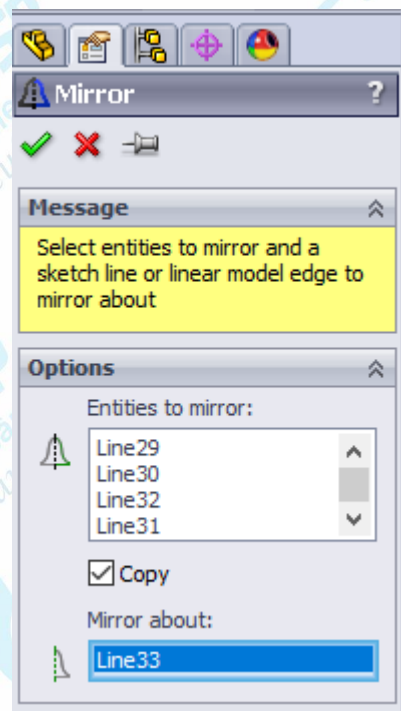 Mirror ?
Message
Select entities to mirror and a
sketch line or linear model edge to
mirror about
Options
Entities to mirror:
Line29
Line30
Line32
Line31
Copy
Mirror about:
Line33